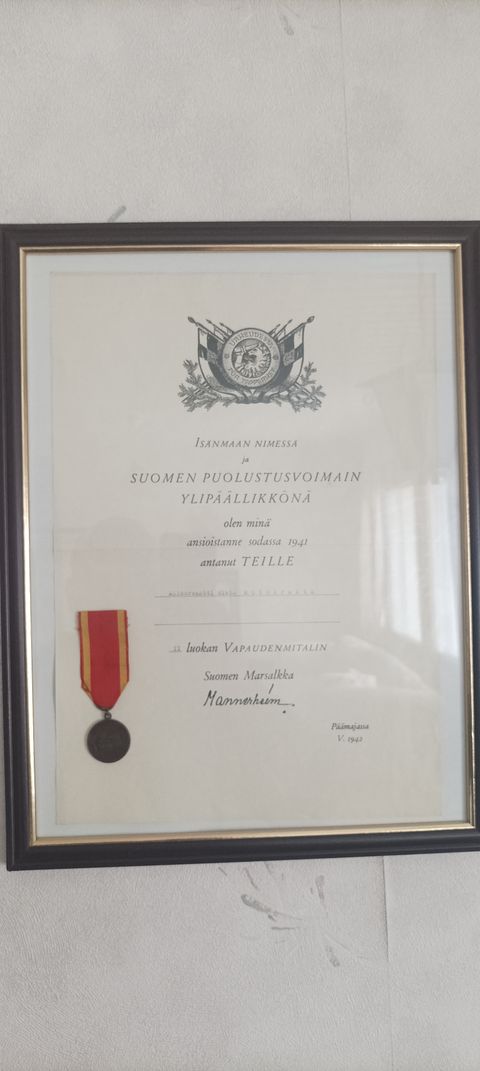 ISÄNMAAN NIMESSÄ
ja
SUOMEN PUOLUSTUSVOIMAIN
YLIPÄÄLLIKKÖNÄ
olen minä
ansioistanne sodassa 1941
antanut TEILLE
luokan VAPAUDENMITALIN
Suomen Marsalkka
Mannerheim.
Päämajassa
V. 1942